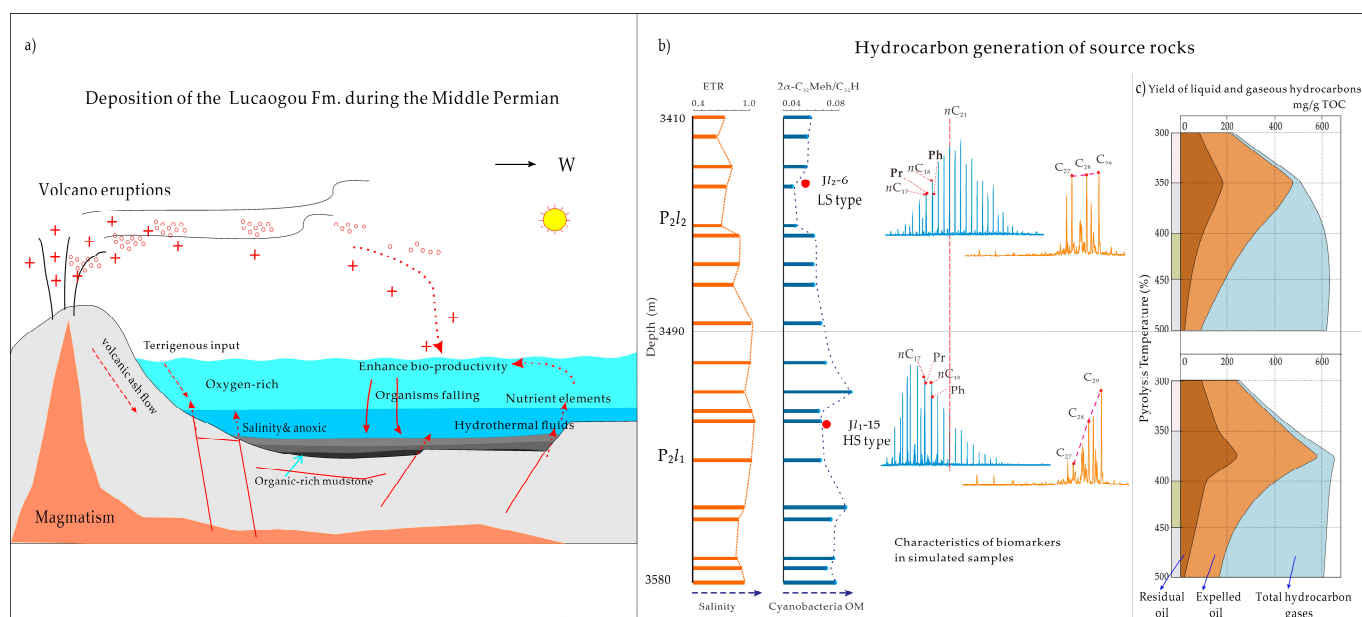 a)
Deposition of the Lucaogou Fm. during the Middle Permian
W
Volcano eruptions
Terrigenous input
volcanic ash flow
Oxygen-rich
Enhance bio-productivity
Organisms falling
Nutrient elements
Salinity& anoxic
Hydrothermal fluids
Organic-rich mudstone
Magmatism
b)
Hydrocarbon generation of source rocks
ETR
0.4 1.0
2α-C₃₂Meh/C₃₂H
0.04 0.08
3410
P₂l₂
Depth (m)
3490
P₂l₁
3580
Salinity
Cyanobacteria OM
Jl₂-6
LS type
Jl₁-15
HS type
nC₂₁
Ph
nC₁₈
Pr
nC₁₇
C₂₇ C₂₈ C₂₉
nC₁₇
Pr
nC₁₈
Ph
C₂₉
C₂₈
C₂₇
Characteristics of biomarkers
in simulated samples
c) Yield of liquid and gaseous hydrocarbons
mg/g TOC
0 200 400 600
300
350
400
450
500
Pyrolysis Temperature (%)
0 200 400 600
300
350
400
450
500
Residual
oil
Expelled
oil
Total hydrocarbon
gases